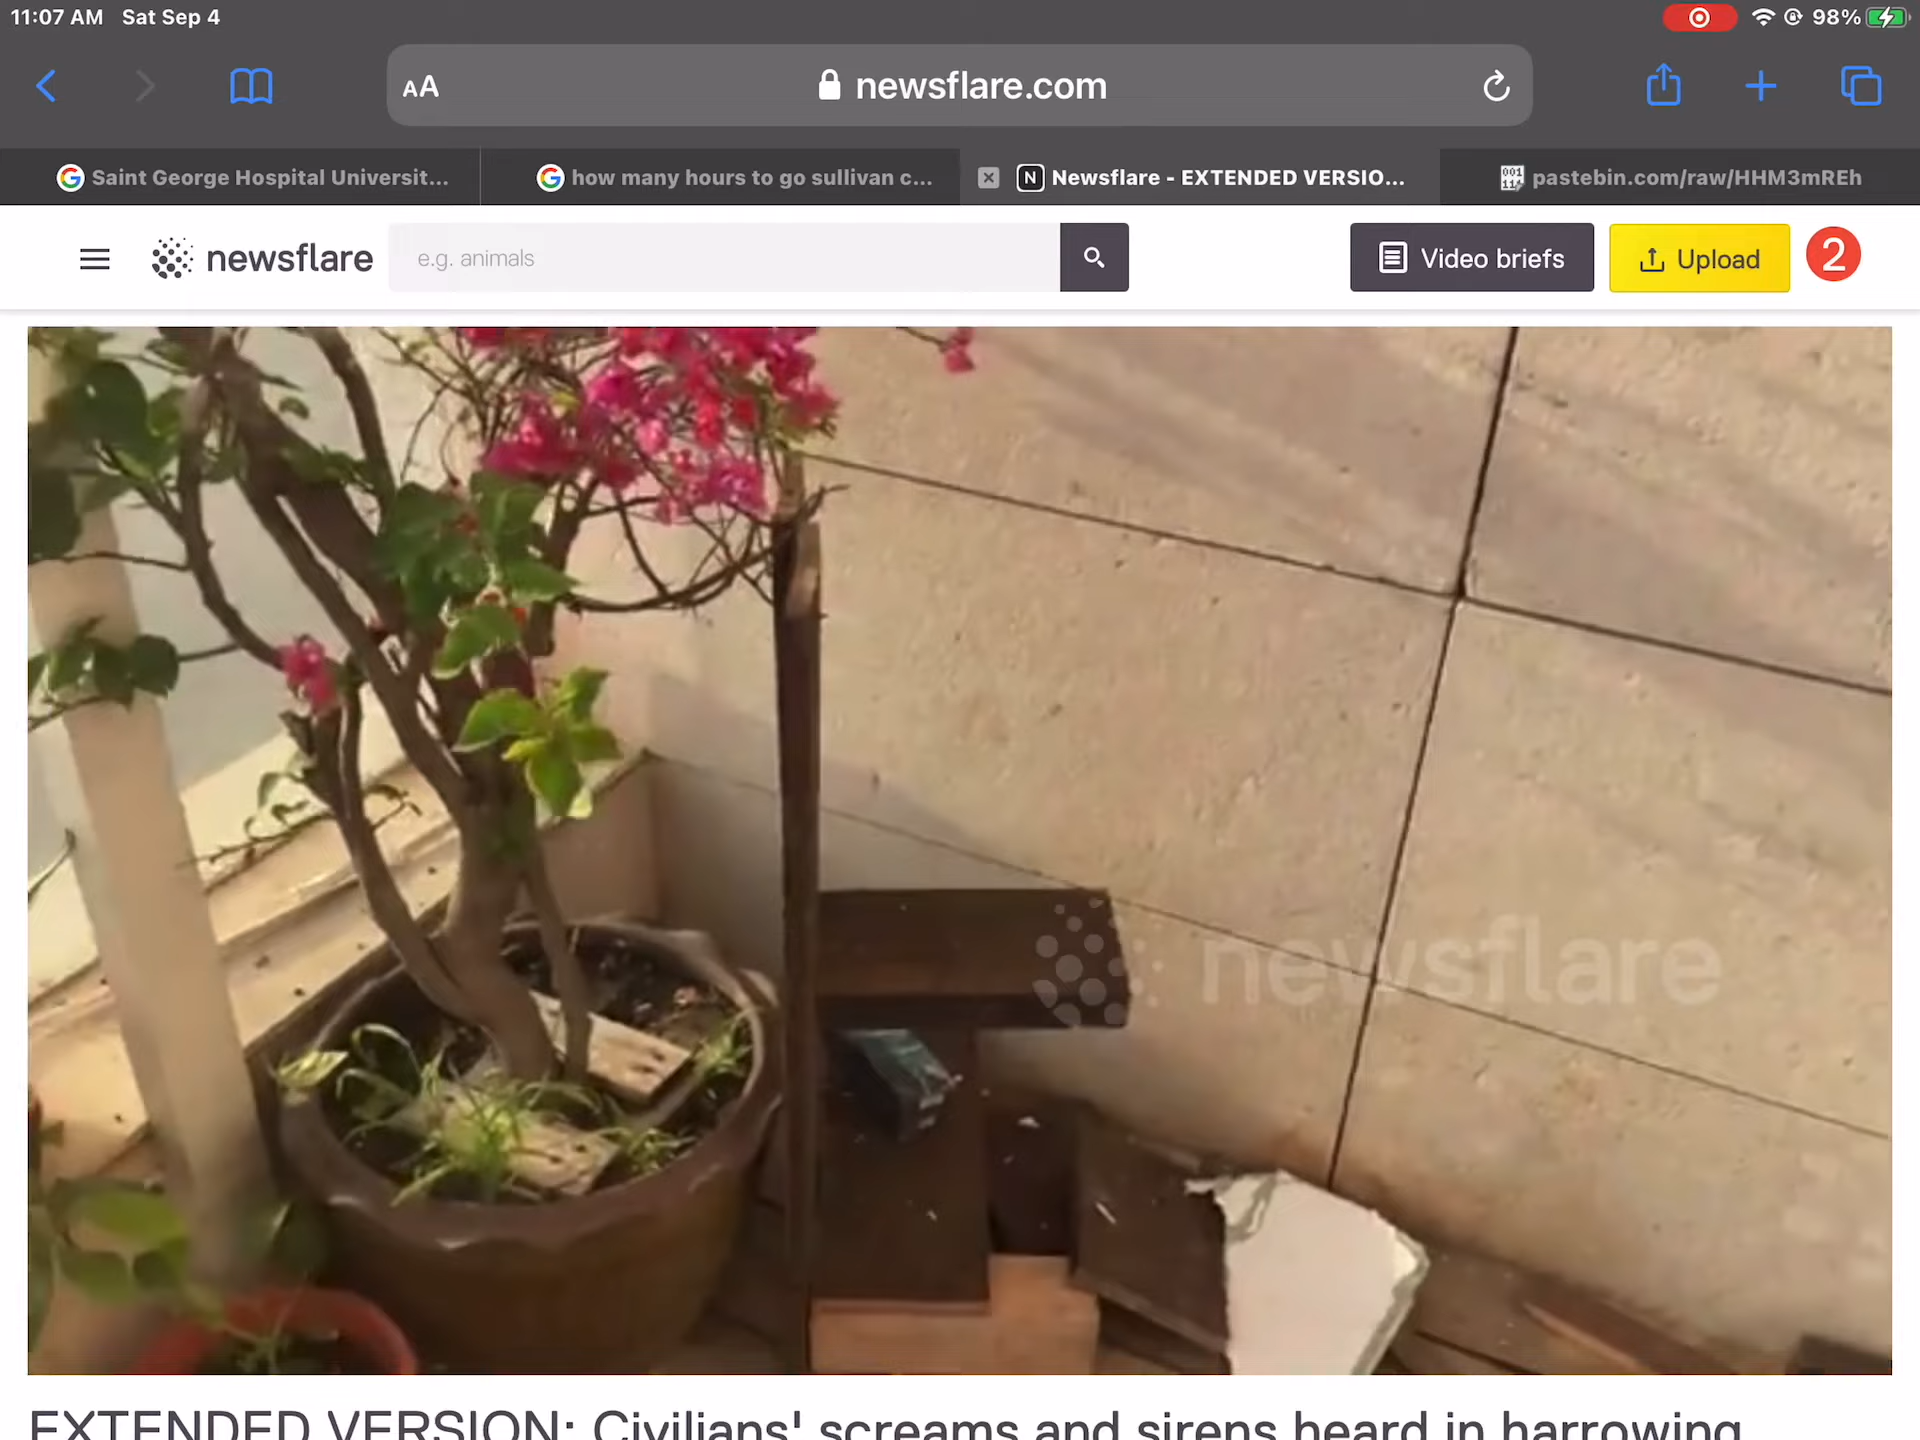 11:07 AM Sat Sep 4
98%
AA
newsflare.com
Saint George Hospital Universit...
how many hours to go sullivan c...
N Newsflare - EXTENDED VERSIO...
pastebin.com/raw/HHM3mREh
newsflare
e.g. animals
Video briefs
Upload
2
newsflare
EXTENDED VERSION: Civilians' screams and sirens heard in harrowing